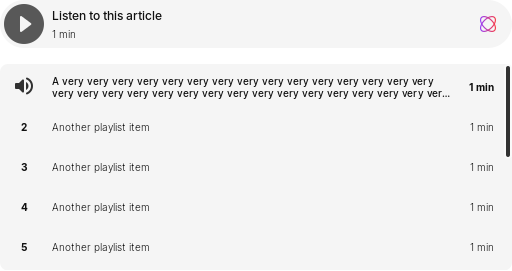 Listen to this article
1 min
A very very very very very very very very very very very very very very very
very very very very very very very very very very very very very very very ver...
1 min
2 Another playlist item 1 min
3 Another playlist item 1 min
4 Another playlist item 1 min
5 Another playlist item 1 min